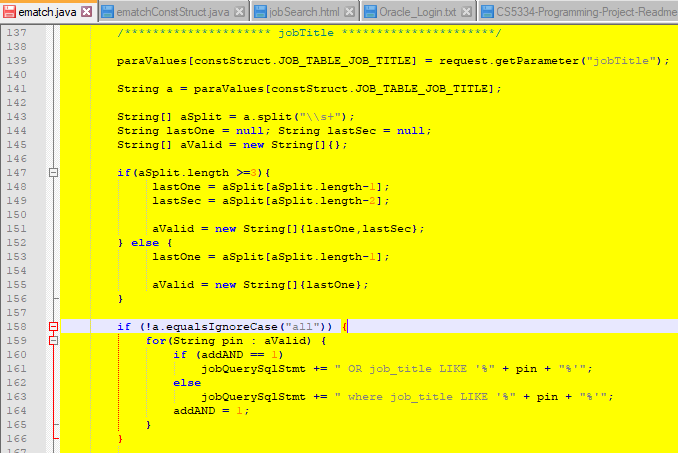 ematch.java ematchConstStruct.java jobSearch.html Oracle_Login.txt CS5334-Programming-Project-Readme
137 /********************* jobTitle **********************/
138
139 paraValues[constStruct.JOB_TABLE_JOB_TITLE] = request.getParameter("jobTitle");
140
141 String a = paraValues[constStruct.JOB_TABLE_JOB_TITLE];
142
143 String[] aSplit = a.split("\\s+");
144 String lastOne = null; String lastSec = null;
145 String[] aValid = new String[]{};
146
147 if(aSplit.length >=3){
148 lastOne = aSplit[aSplit.length-1];
149 lastSec = aSplit[aSplit.length-2];
150
151 aValid = new String[]{lastOne,lastSec};
152 } else {
153 lastOne = aSplit[aSplit.length-1];
154
155 aValid = new String[]{lastOne};
156 }
157
158 if (!a.equalsIgnoreCase("all")) {
159 for(String pin : aValid) {
160 if (addAND == 1)
161 jobQuerySqlStmt += " OR job_title LIKE '%" + pin + "%'";
162 else
163 jobQuerySqlStmt += " where job_title LIKE '%" + pin + "%'";
164 addAND = 1;
165 }
166 }
167